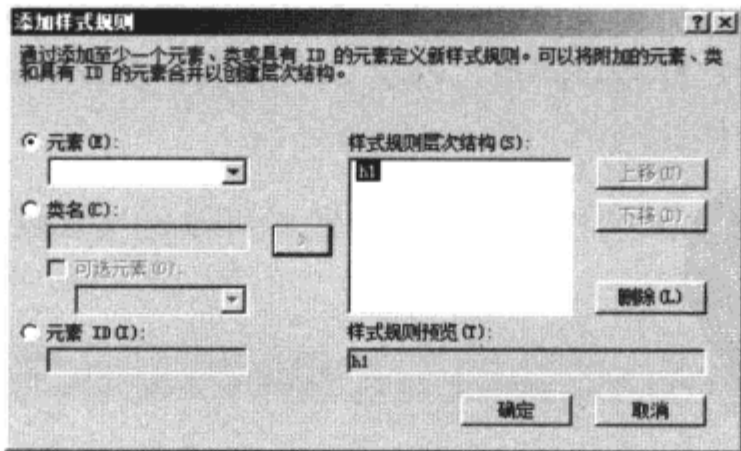 添加样式规则
通过添加至少一个元素、类或具有 ID 的元素定义新样式规则。可以将附加的元素、类
和具有 ID 的元素合并以创建层次结构。
元素(E):
样式规则层次结构(S):
h1
上移(U)
类名(C):
下移(D)
>
可选元素(O):
删除(L)
元素 ID(I):
样式规则预览(T):
h1
确定
取消